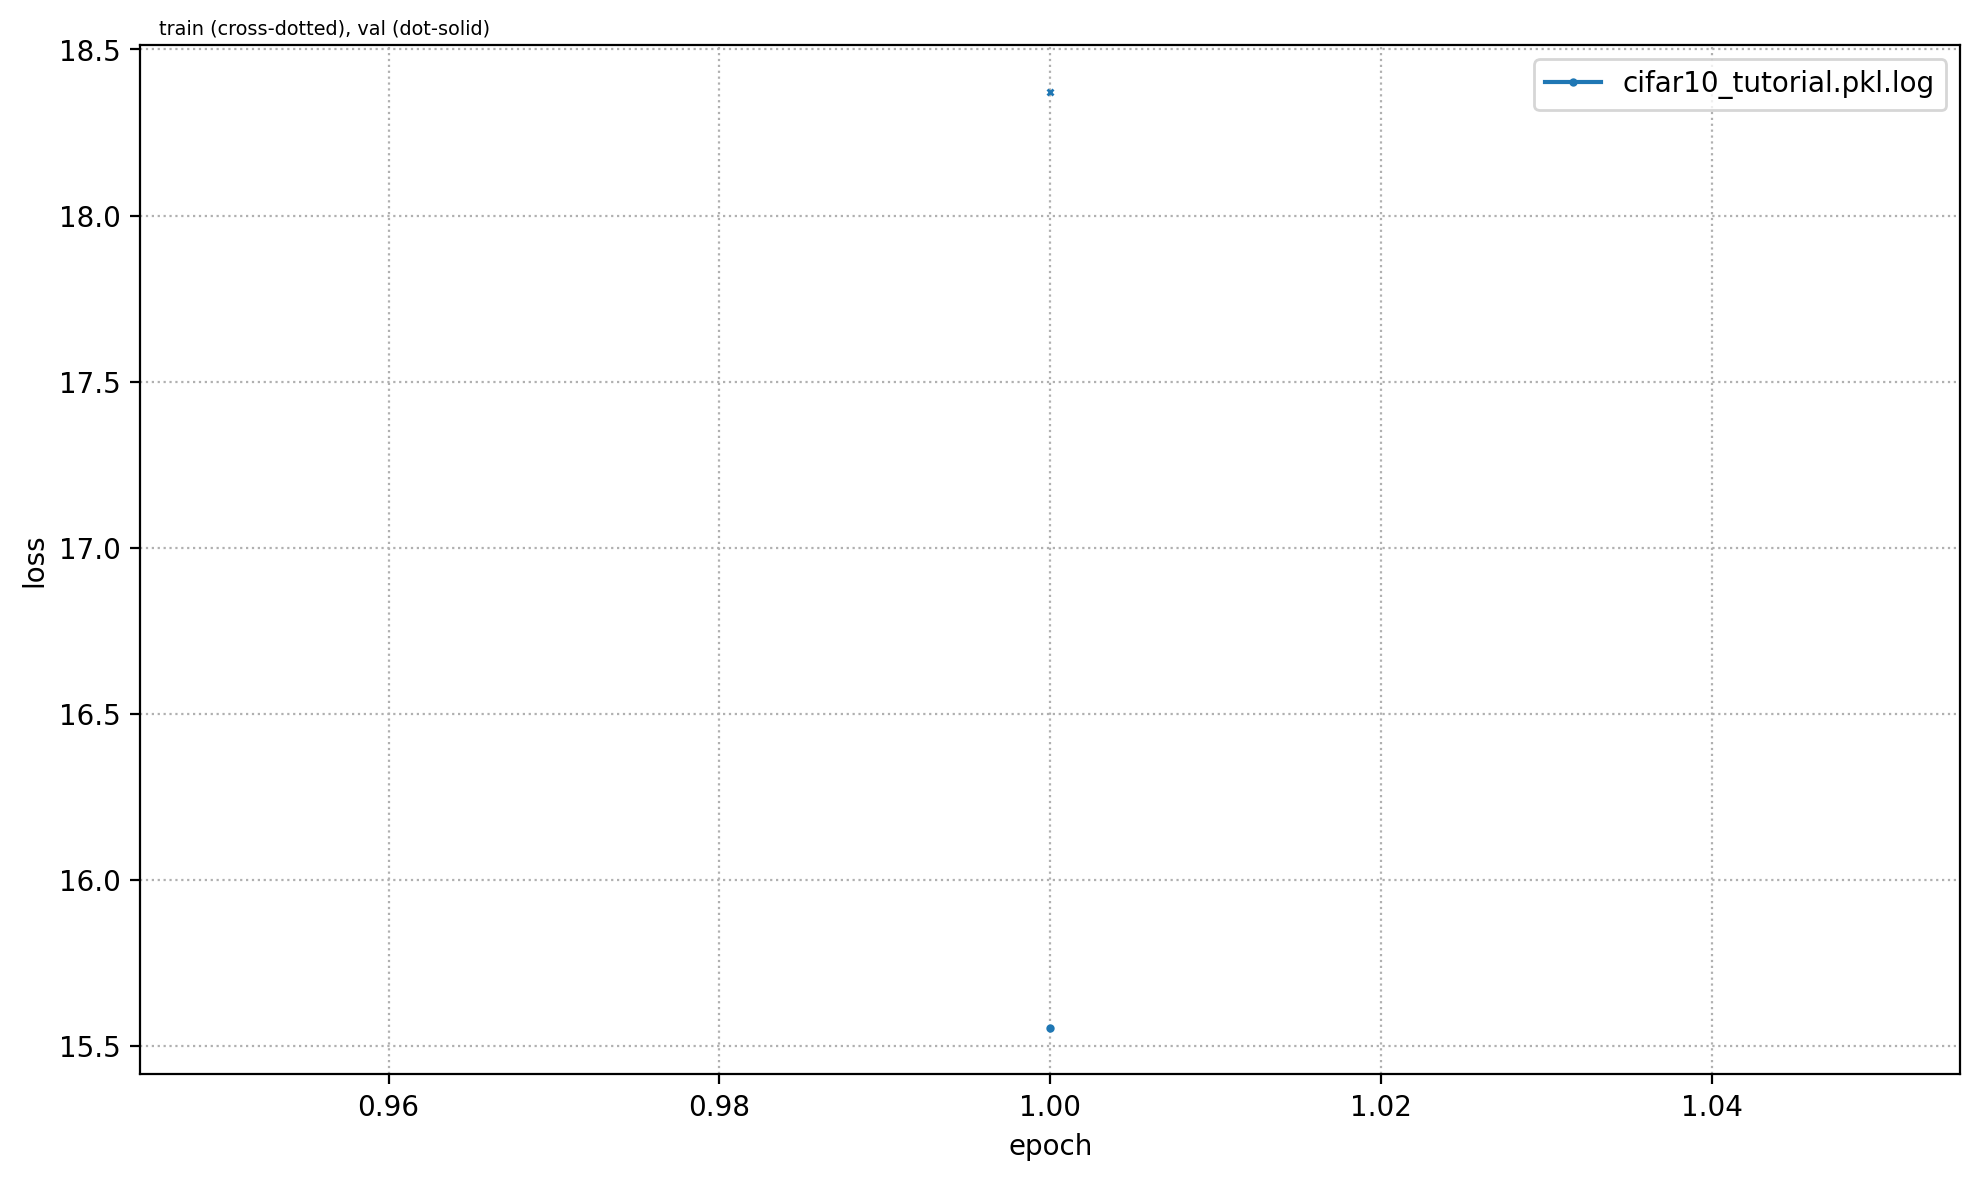 train (cross-dotted), val (dot-solid)
cifar10_tutorial.pkl.log
loss
18.5
18.0
17.5
17.0
16.5
16.0
15.5
0.96 0.98 1.00 1.02 1.04
epoch